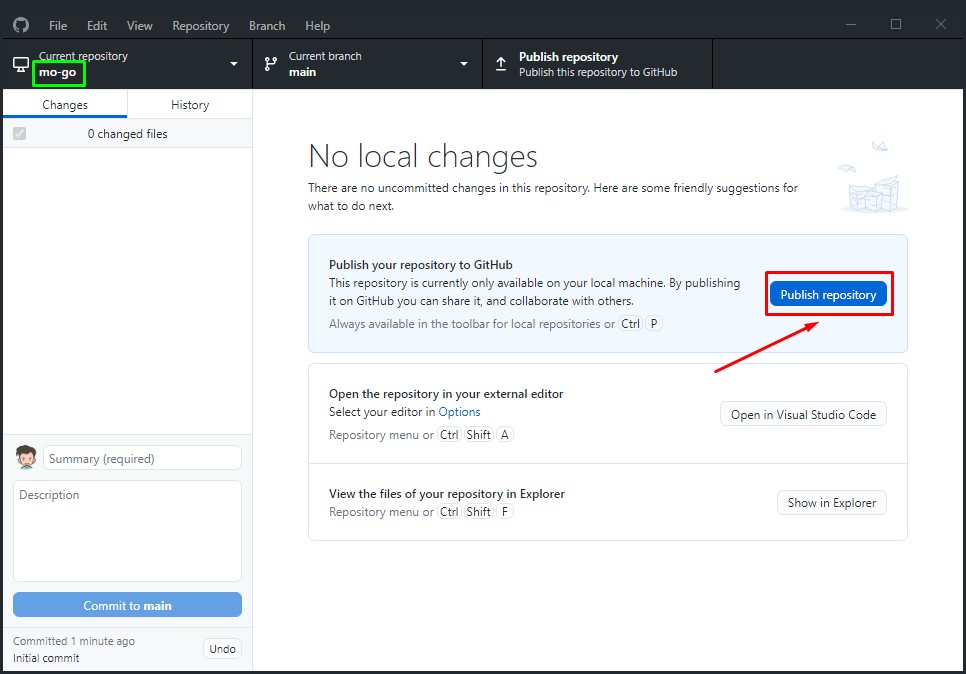 File Edit View Repository Branch Help
Current repository
mo-go
Current branch
main
Publish repository
Publish this repository to GitHub
Changes
History
0 changed files
No local changes
There are no uncommitted changes in this repository. Here are some friendly suggestions for
what to do next.
Publish your repository to GitHub
This repository is currently only available on your local machine. By publishing
it on GitHub you can share it, and collaborate with others.
Always available in the toolbar for local repositories or Ctrl P
Publish repository
Open the repository in your external editor
Select your editor in Options
Repository menu or Ctrl Shift A
Open in Visual Studio Code
View the files of your repository in Explorer
Repository menu or Ctrl Shift F
Show in Explorer
Summary (required)
Description
Commit to main
Committed 1 minute ago
Initial commit
Undo